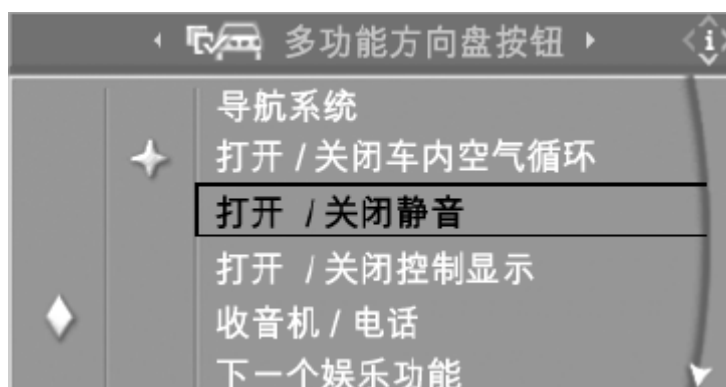 多功能方向盘按钮
i
导航系统
打开 / 关闭车内空气循环
打开 / 关闭静音
打开 / 关闭控制显示
收音机 / 电话
下一个娱乐功能